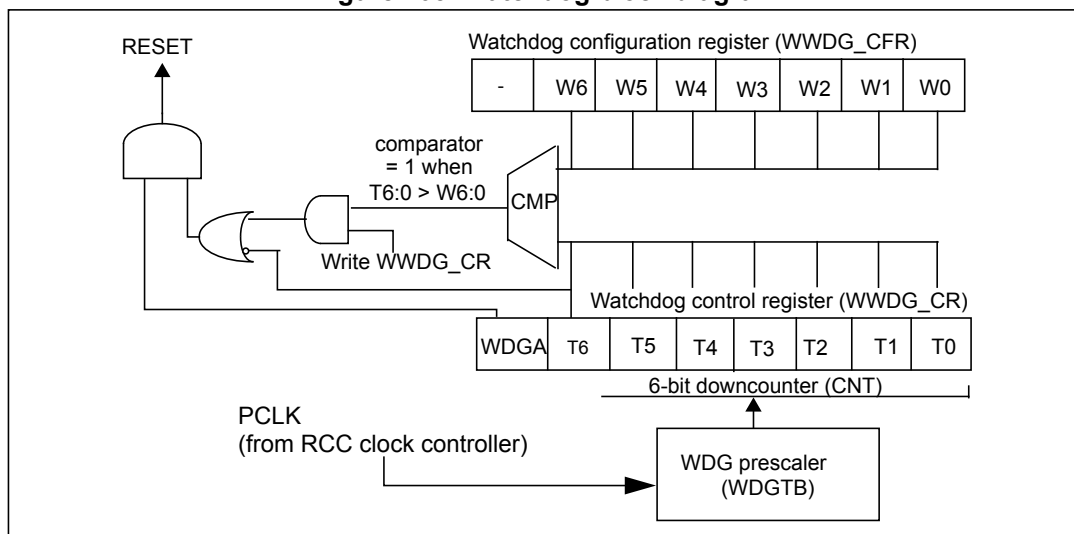 RESET
Watchdog configuration register (WWDG_CFR)
- W6 W5 W4 W3 W2 W1 W0
comparator
= 1 when
T6:0 > W6:0
CMP
Write WWDG_CR
Watchdog control register (WWDG_CR)
WDGA T6 T5 T4 T3 T2 T1 T0
6-bit downcounter (CNT)
PCLK
(from RCC clock controller)
WDG prescaler
(WDGTB)